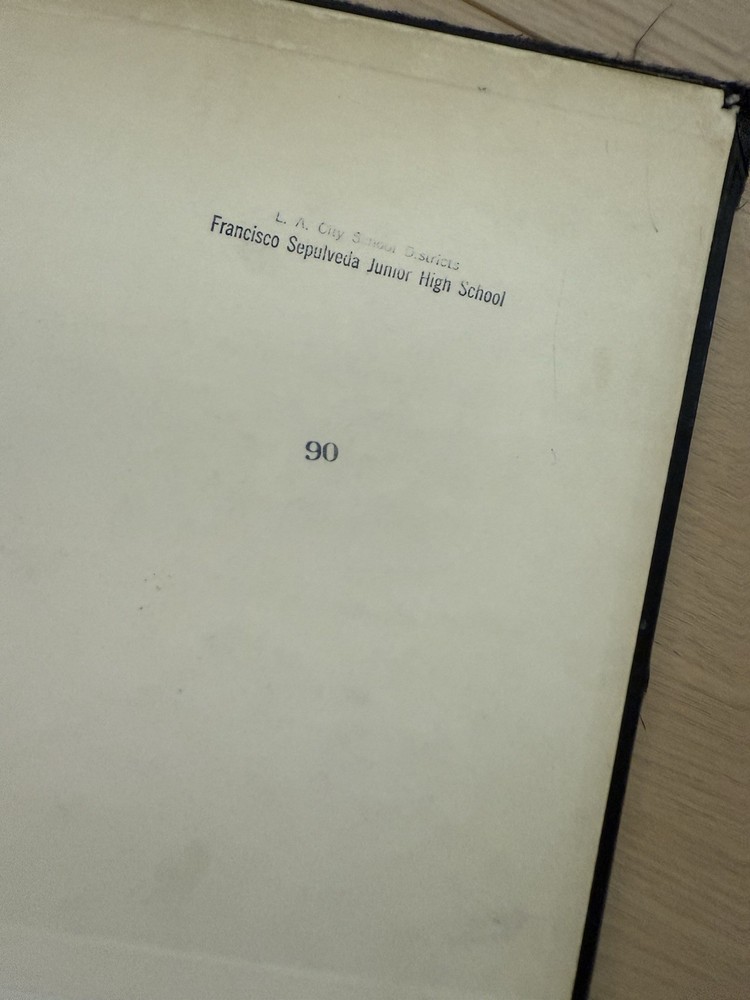 L. A. City School Districts
Francisco Sepulveda Junior High School
90